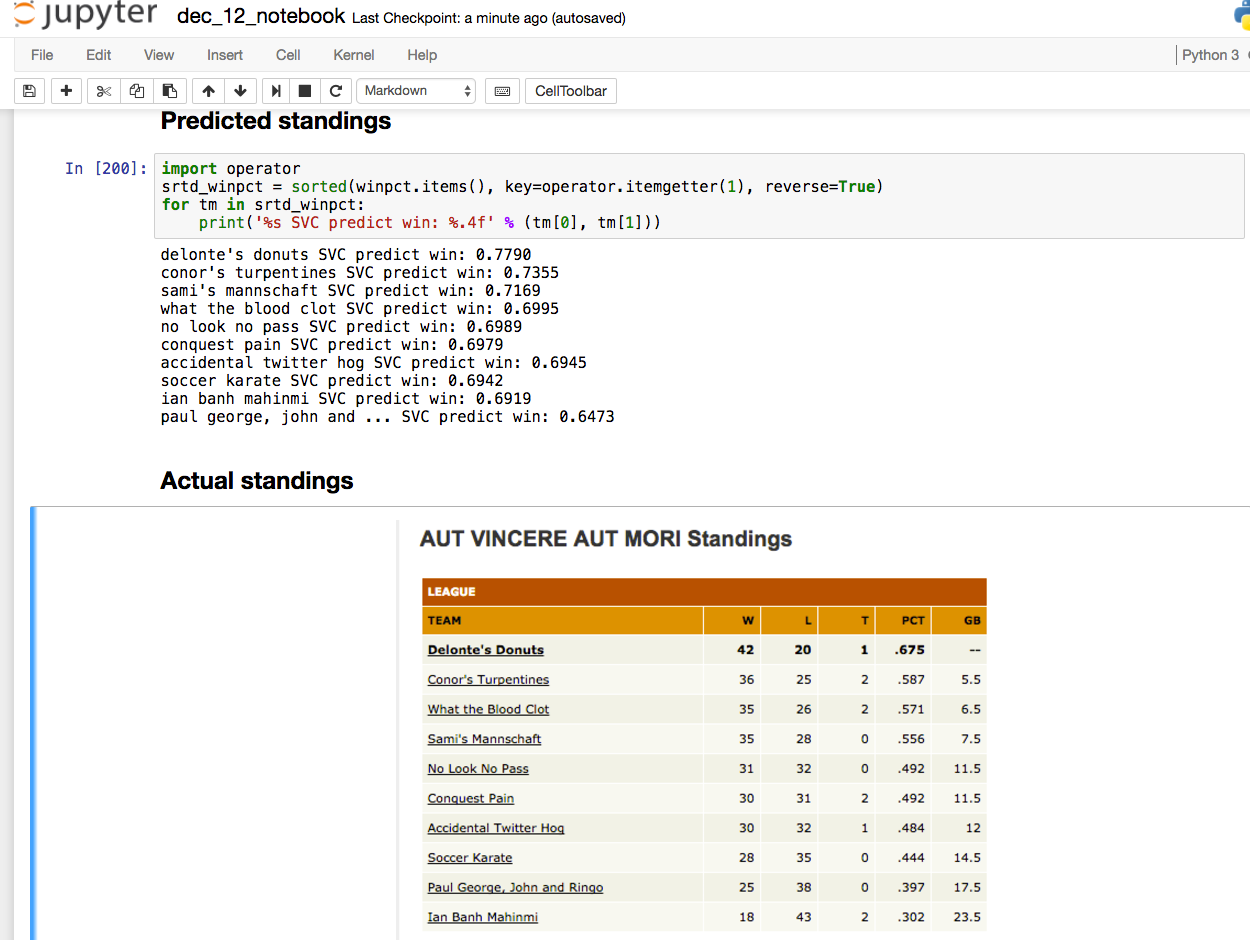 jupyter dec_12_notebook Last Checkpoint: a minute ago (autosaved)
File Edit View Insert Cell Kernel Help Python 3
Markdown CellToolbar
Predicted standings
In [200]: import operator
srtd_winpct = sorted(winpct.items(), key=operator.itemgetter(1), reverse=True)
for tm in srtd_winpct:
    print('%s SVC predict win: %.4f' % (tm[0], tm[1]))
delonte's donuts SVC predict win: 0.7790
conor's turpentines SVC predict win: 0.7355
sami's mannschaft SVC predict win: 0.7169
what the blood clot SVC predict win: 0.6995
no look no pass SVC predict win: 0.6989
conquest pain SVC predict win: 0.6979
accidental twitter hog SVC predict win: 0.6945
soccer karate SVC predict win: 0.6942
ian banh mahinmi SVC predict win: 0.6919
paul george, john and ... SVC predict win: 0.6473
Actual standings
AUT VINCERE AUT MORI Standings
LEAGUE
TEAM W L T PCT GB
Delonte's Donuts 42 20 1 .675 --
Conor's Turpentines 36 25 2 .587 5.5
What the Blood Clot 35 26 2 .571 6.5
Sami's Mannschaft 35 28 0 .556 7.5
No Look No Pass 31 32 0 .492 11.5
Conquest Pain 30 31 2 .492 11.5
Accidental Twitter Hog 30 32 1 .484 12
Soccer Karate 28 35 0 .444 14.5
Paul George, John and Ringo 25 38 0 .397 17.5
Ian Banh Mahinmi 18 43 2 .302 23.5